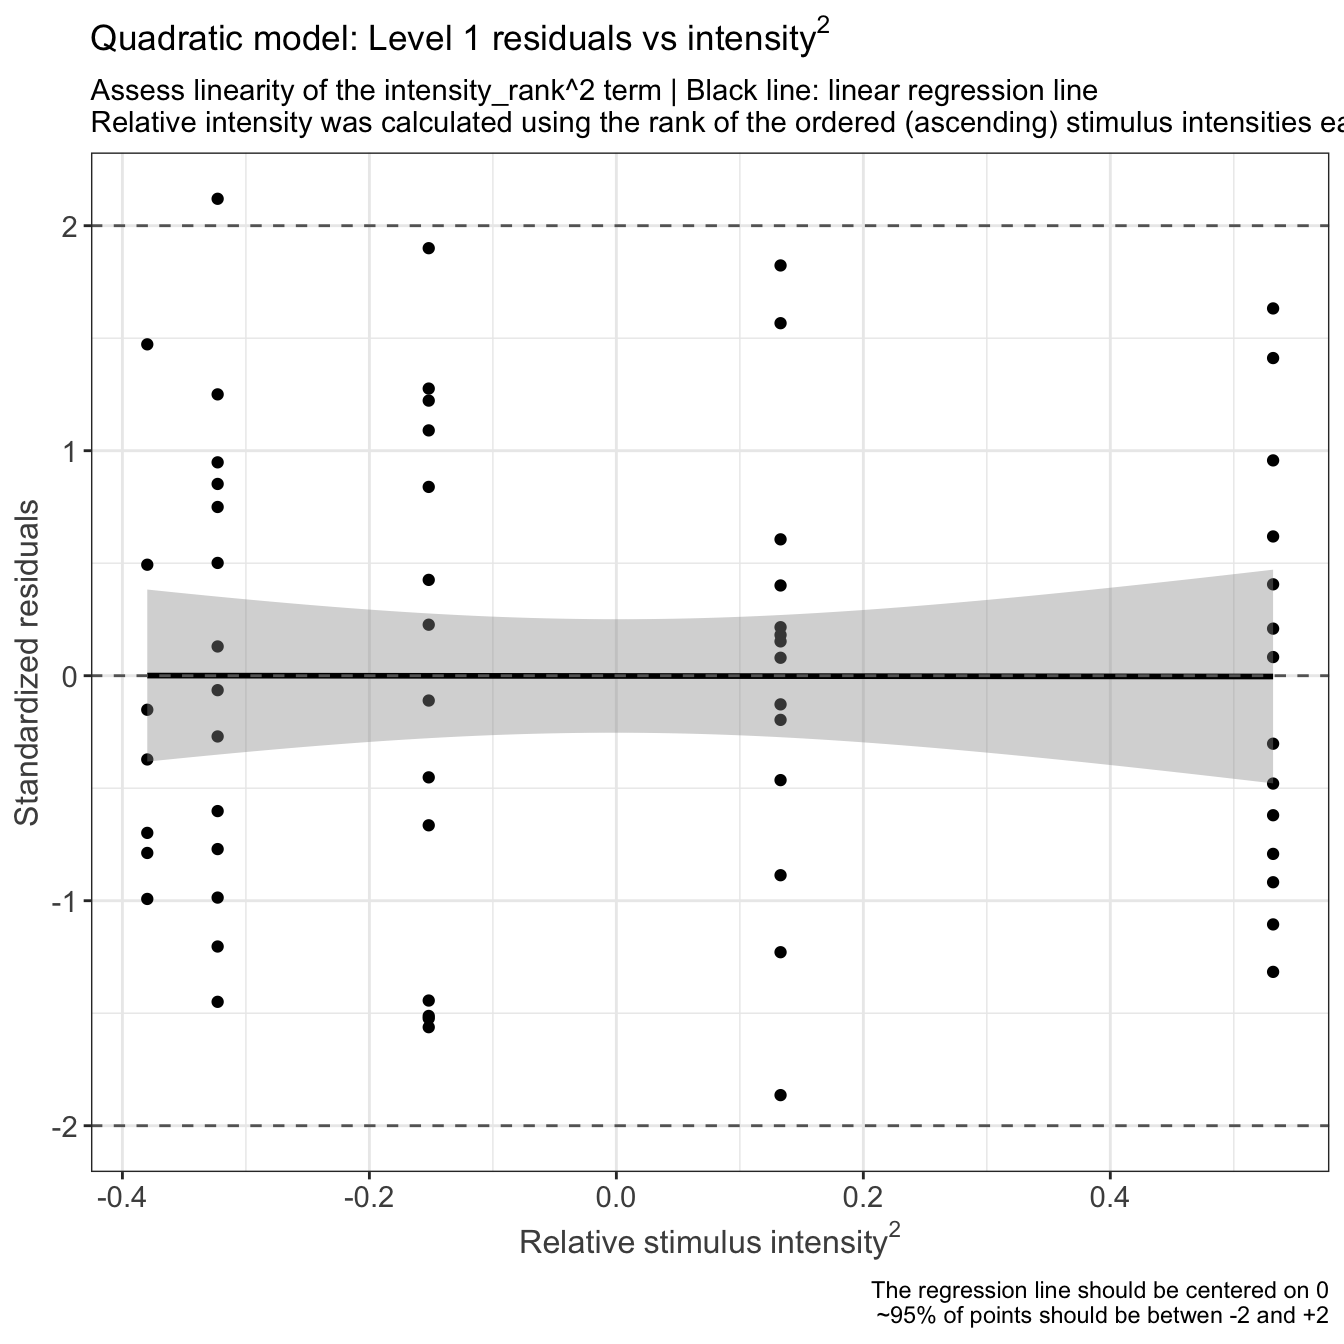 Quadratic model: Level 1 residuals vs intensity²
Assess linearity of the intensity_rank^2 term | Black line: linear regression line
Relative intensity was calculated using the rank of the ordered (ascending) stimulus intensities ea
2
1
0
-1
-2
Standardized residuals
-0.4
-0.2
0.0
0.2
0.4
Relative stimulus intensity²
The regression line should be centered on 0
~95% of points should be betwen -2 and +2